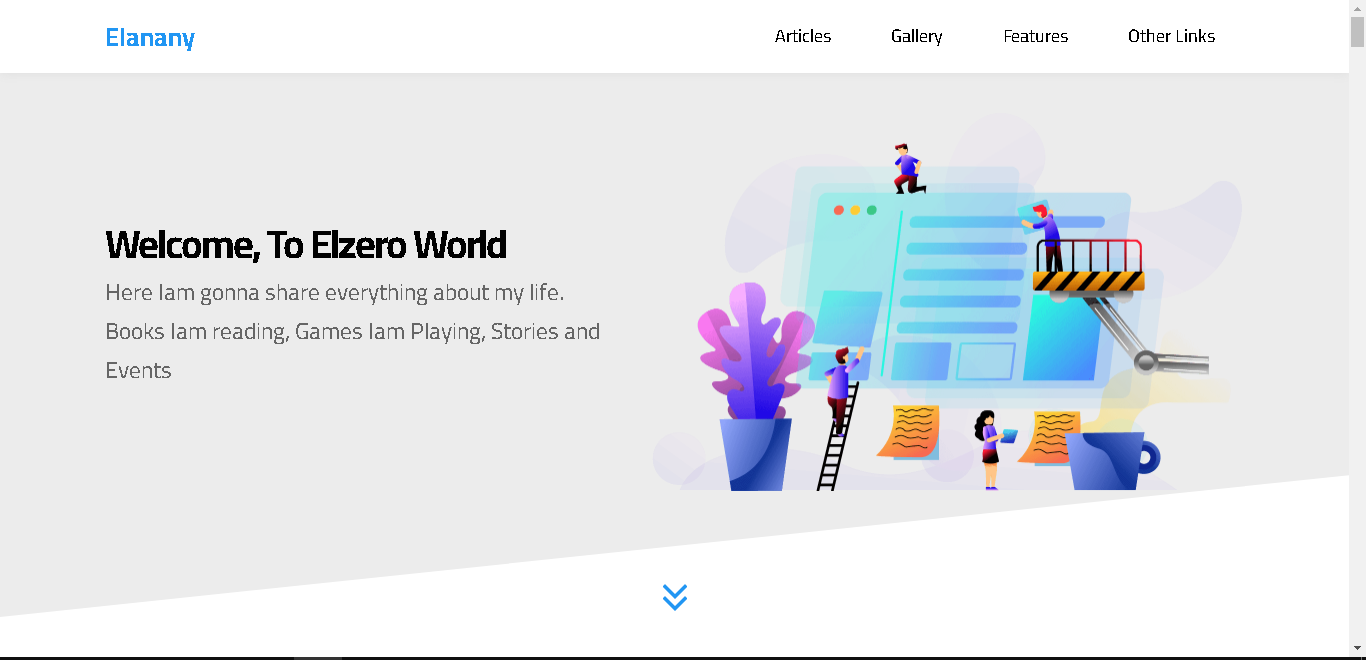 Elanany
Articles Gallery Features Other Links
Welcome, To Elzero World
Here Iam gonna share everything about my life.
Books Iam reading, Games Iam Playing, Stories and
Events